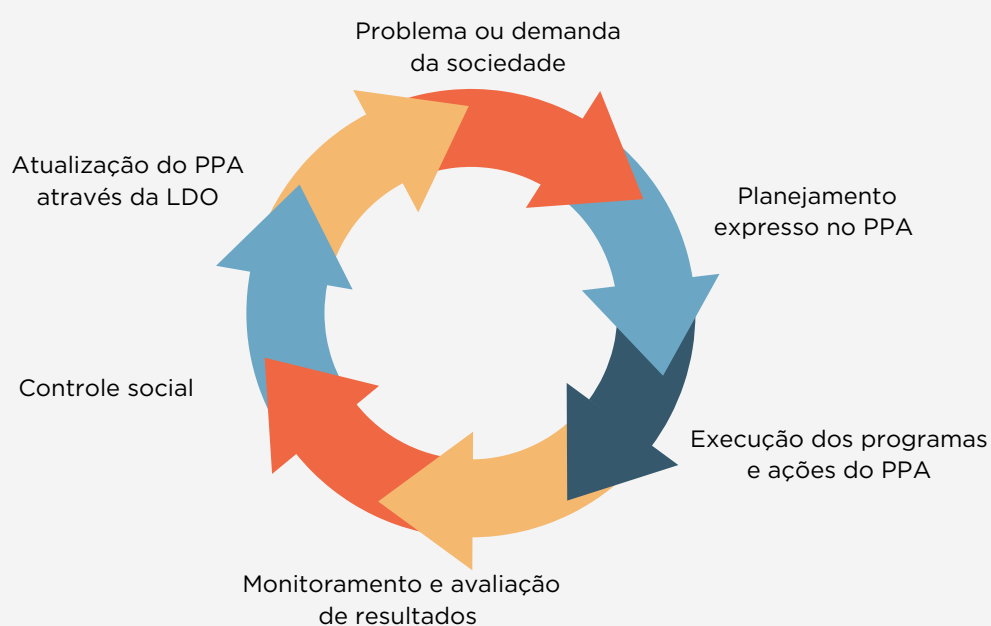 Problema ou demanda
da sociedade
Planejamento
expresso no PPA
Execução dos programas
e ações do PPA
Monitoramento e avaliação
de resultados
Controle social
Atualização do PPA
através da LDO